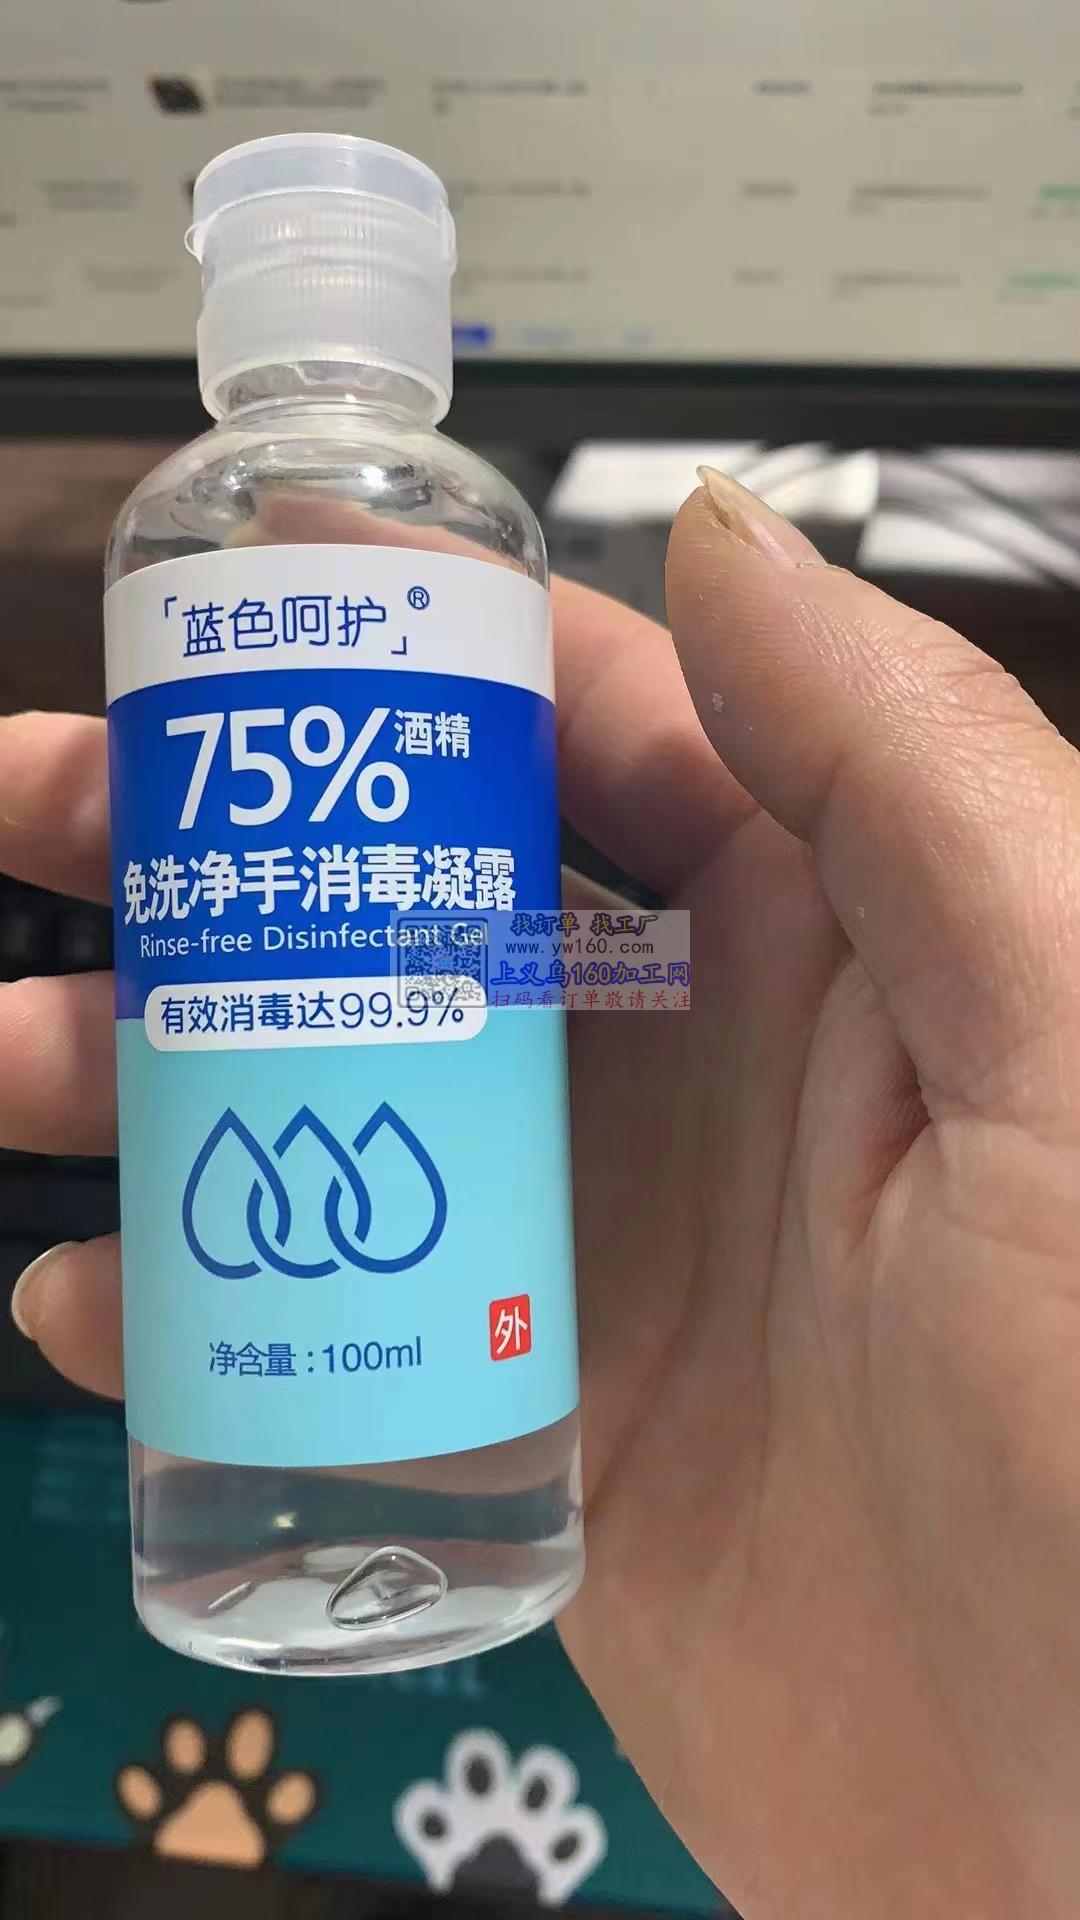 「蓝色呵护」®
75%酒精
免洗净手消毒凝露
Rinse-free Disinfectant Gel
找订单 找工厂
www.yw160.com
上义乌160加工网
扫码看订单敬请关注
有效消毒达99.9%
净含量:100ml
外